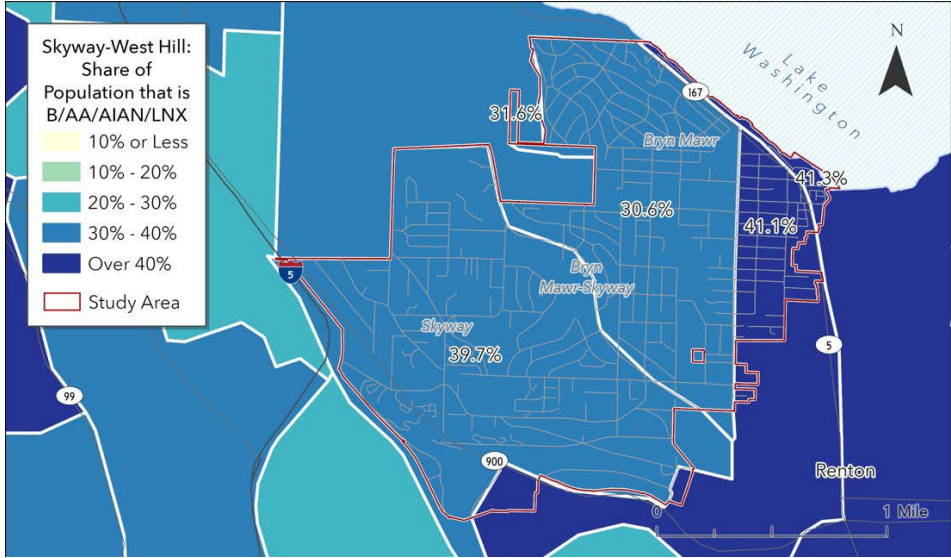 Skyway-West Hill:
Share of
Population that is
B/AA/AIAN/LNX
10% or Less
10% - 20%
20% - 30%
30% - 40%
Over 40%
Study Area
N
Lake
Washington
167
31.6%
Bryn Mawr
41.3%
30.6%
41.1%
5
Bryn
Mawr-Skyway
Skyway
39.7%
5
99
900
Renton
0
1 Mile